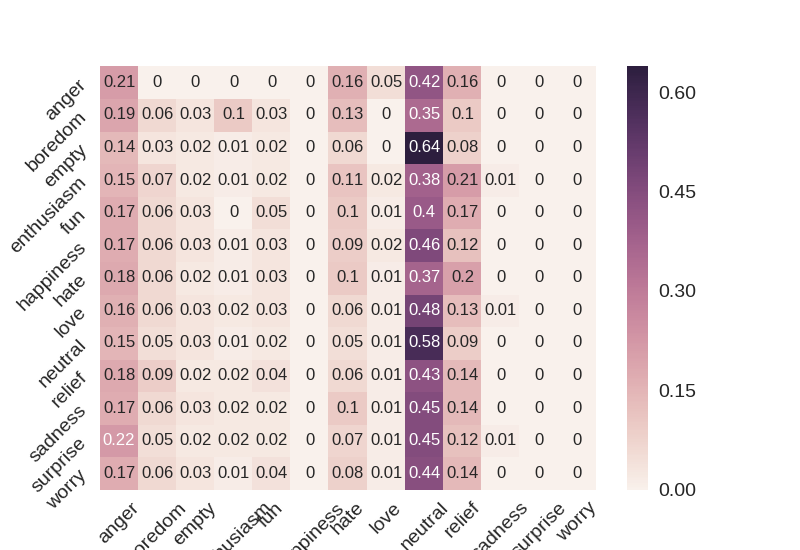 anger 0.21 0 0 0 0 0 0.16 0.05 0.42 0.16 0 0 0
boredom 0.19 0.06 0.03 0.1 0.03 0 0.13 0 0.35 0.1 0 0 0
empty 0.14 0.03 0.02 0.01 0.02 0 0.06 0 0.64 0.08 0 0 0
enthusiasm 0.15 0.07 0.02 0.01 0.02 0 0.11 0.02 0.38 0.21 0.01 0 0
fun 0.17 0.06 0.03 0 0.05 0 0.1 0.01 0.4 0.17 0 0 0
happiness 0.17 0.06 0.03 0.01 0.03 0 0.09 0.02 0.46 0.12 0 0 0
hate 0.18 0.06 0.02 0.01 0.03 0 0.1 0.01 0.37 0.2 0 0 0
love 0.16 0.06 0.03 0.02 0.03 0 0.06 0.01 0.48 0.13 0.01 0 0
neutral 0.15 0.05 0.03 0.01 0.02 0 0.05 0.01 0.58 0.09 0 0 0
relief 0.18 0.09 0.02 0.02 0.04 0 0.06 0.01 0.43 0.14 0 0 0
sadness 0.17 0.06 0.03 0.02 0.02 0 0.1 0.01 0.45 0.14 0 0 0
surprise 0.22 0.05 0.02 0.02 0.02 0 0.07 0.01 0.45 0.12 0.01 0 0
worry 0.17 0.06 0.03 0.01 0.04 0 0.08 0.01 0.44 0.14 0 0 0
anger oredom empty husiasm fun ppiness hate love neutral relief sadness surprise worry
0.60
0.45
0.30
0.15
0.00